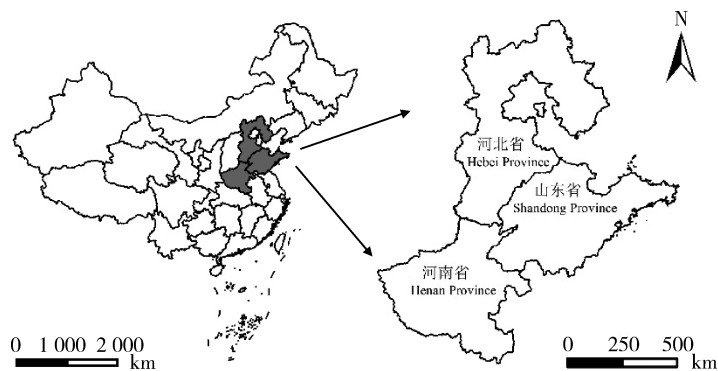 N
河北省
Hebei Province
山东省
Shandong Province
河南省
Henan Province
0 1 000 2 000
km
0 250 500
km